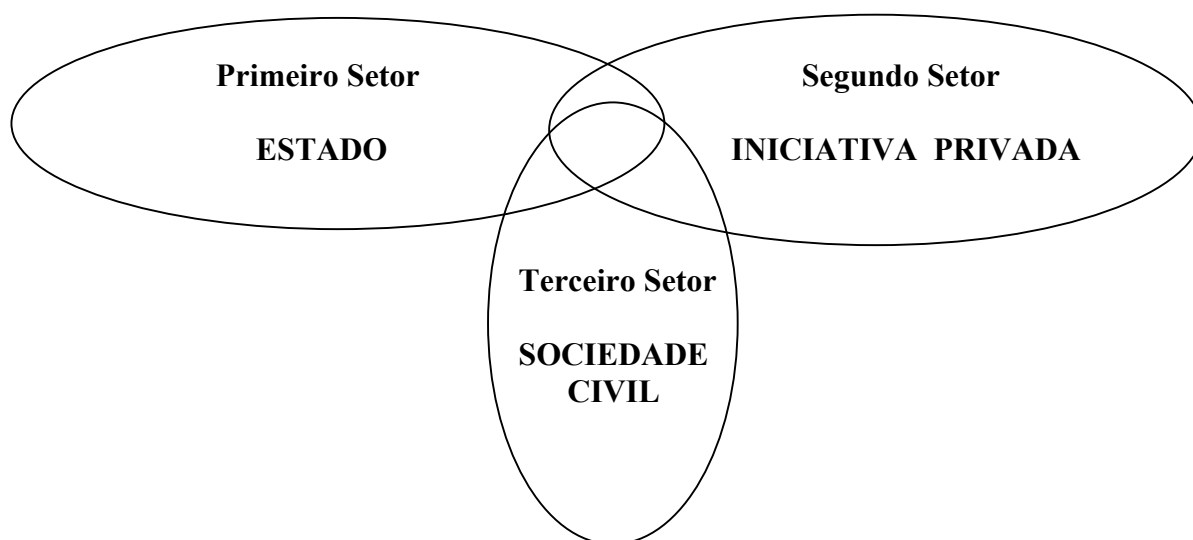 Primeiro Setor
ESTADO
Segundo Setor
INICIATIVA PRIVADA
Terceiro Setor
SOCIEDADE
CIVIL